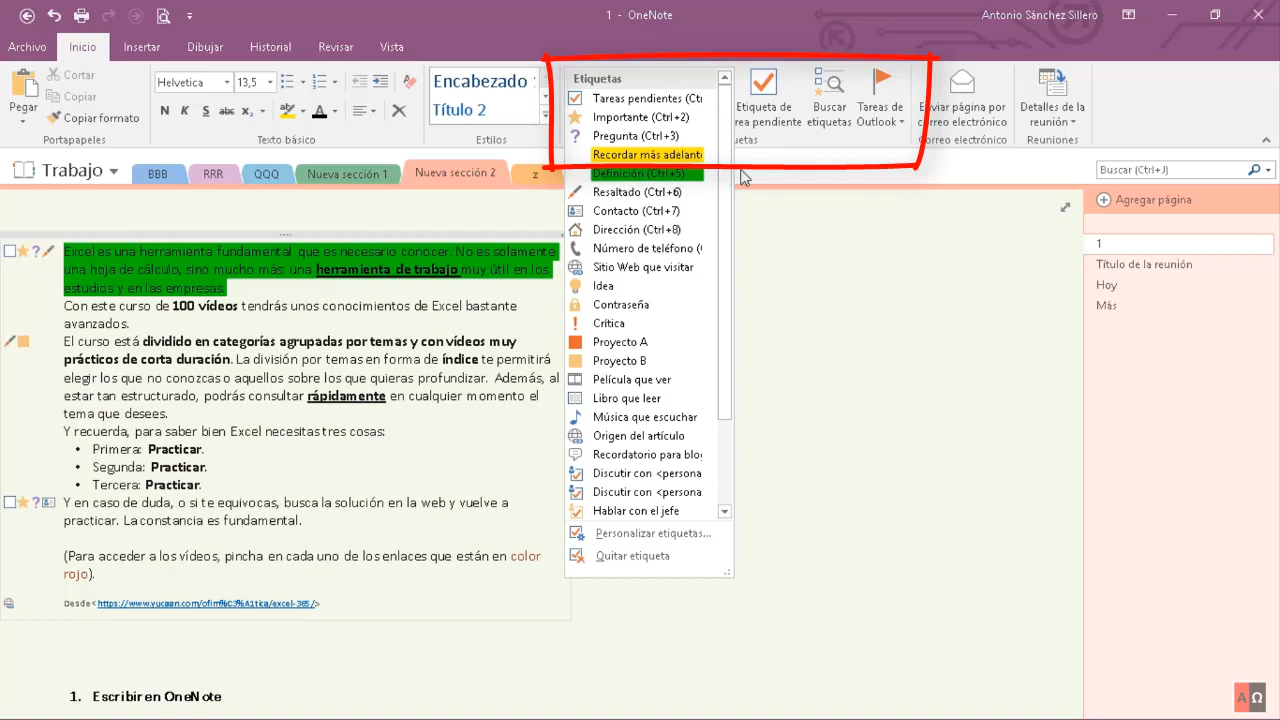 1 - OneNote
Antonio Sánchez Sillero
Archivo
Inicio
Insertar
Dibujar
Historial
Revisar
Vista
Pegar
Cortar
Copiar
Copiar formato
Portapapeles
Helvetica
13,5
N K S abc x
Texto básico
Encabezado 1
Título 2
Estilos
Etiquetas
Tareas pendientes (Ctr
Importante (Ctrl+2)
Pregunta (Ctrl+3)
Recordar más adelant
Definición (Ctrl+5)
Resaltado (Ctrl+6)
Contacto (Ctrl+7)
Dirección (Ctrl+8)
Número de teléfono (
Sitio Web que visitar
Idea
Contraseña
Crítica
Proyecto A
Proyecto B
Película que ver
Libro que leer
Música que escuchar
Origen del artículo
Recordatorio para blog
Discutir con <persona
Discutir con <persona
Hablar con el jefe
Personalizar etiquetas...
Quitar etiqueta
Etiqueta de
area pendiente
Buscar
etiquetas
Tareas de
Outlook
uetas
Enviar página por
correo electrónico
Correo electrónico
Detalles de la
reunión
Reuniones
Trabajo
BBB
RRR
QQQ
Nueva sección 1
Nueva sección 2
z
Buscar (Ctrl+J)
Agregar página
1
Título de la reunión
Hoy
Más
Excel es una herramienta fundamental que es necesario conocer. No es solamente
una hoja de cálculo, sino mucho más: una herramienta de trabajo muy útil en los
estudios y en las empresas.
Con este curso de 100 vídeos tendrás unos conocimientos de Excel bastante
avanzados.
El curso está dividido en categorías agrupadas por temas y con vídeos muy
prácticos de corta duración. La división por temas en forma de índice te permitirá
elegir los que no conozcas o aquellos sobre los que quieras profundizar. Además, al
estar tan estructurado, podrás consultar rápidamente en cualquier momento el
tema que desees.
Y recuerda, para saber bien Excel necesitas tres cosas:
• Primera: Practicar.
• Segunda: Practicar.
• Tercera: Practicar.
Y en caso de duda, o si te equivocas, busca la solución en la web y vuelve a
practicar. La constancia es fundamental.
(Para acceder a los vídeos, pincha en cada uno de los enlaces que están en color
rojo).
Desde <https://www.yucaan.com/ofim%C3%A1tica/excel-365/>
1. Escribir en OneNote
A Ω